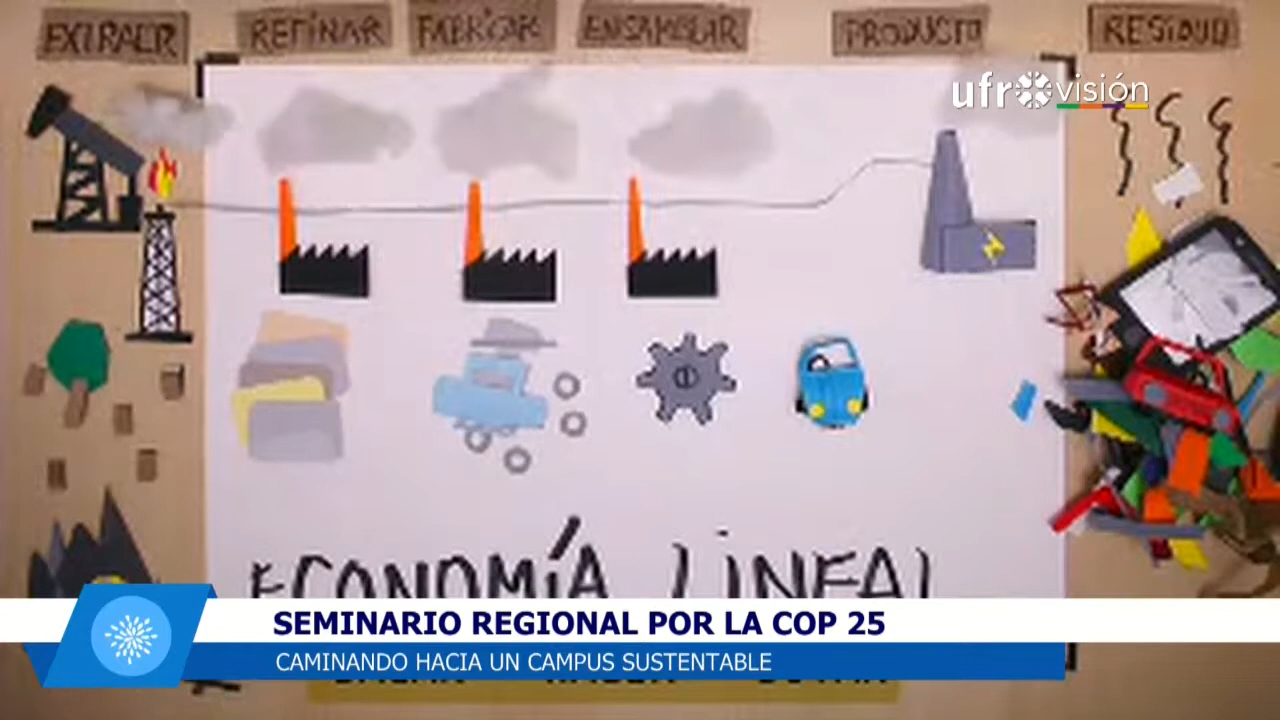 EXTRAER REFINAR FABRICAR ENSAMBLAR PRODUCTO RESIDUO
ufrovisión
ECONOMÍA LINEAL
SEMINARIO REGIONAL POR LA COP 25
CAMINANDO HACIA UN CAMPUS SUSTENTABLE